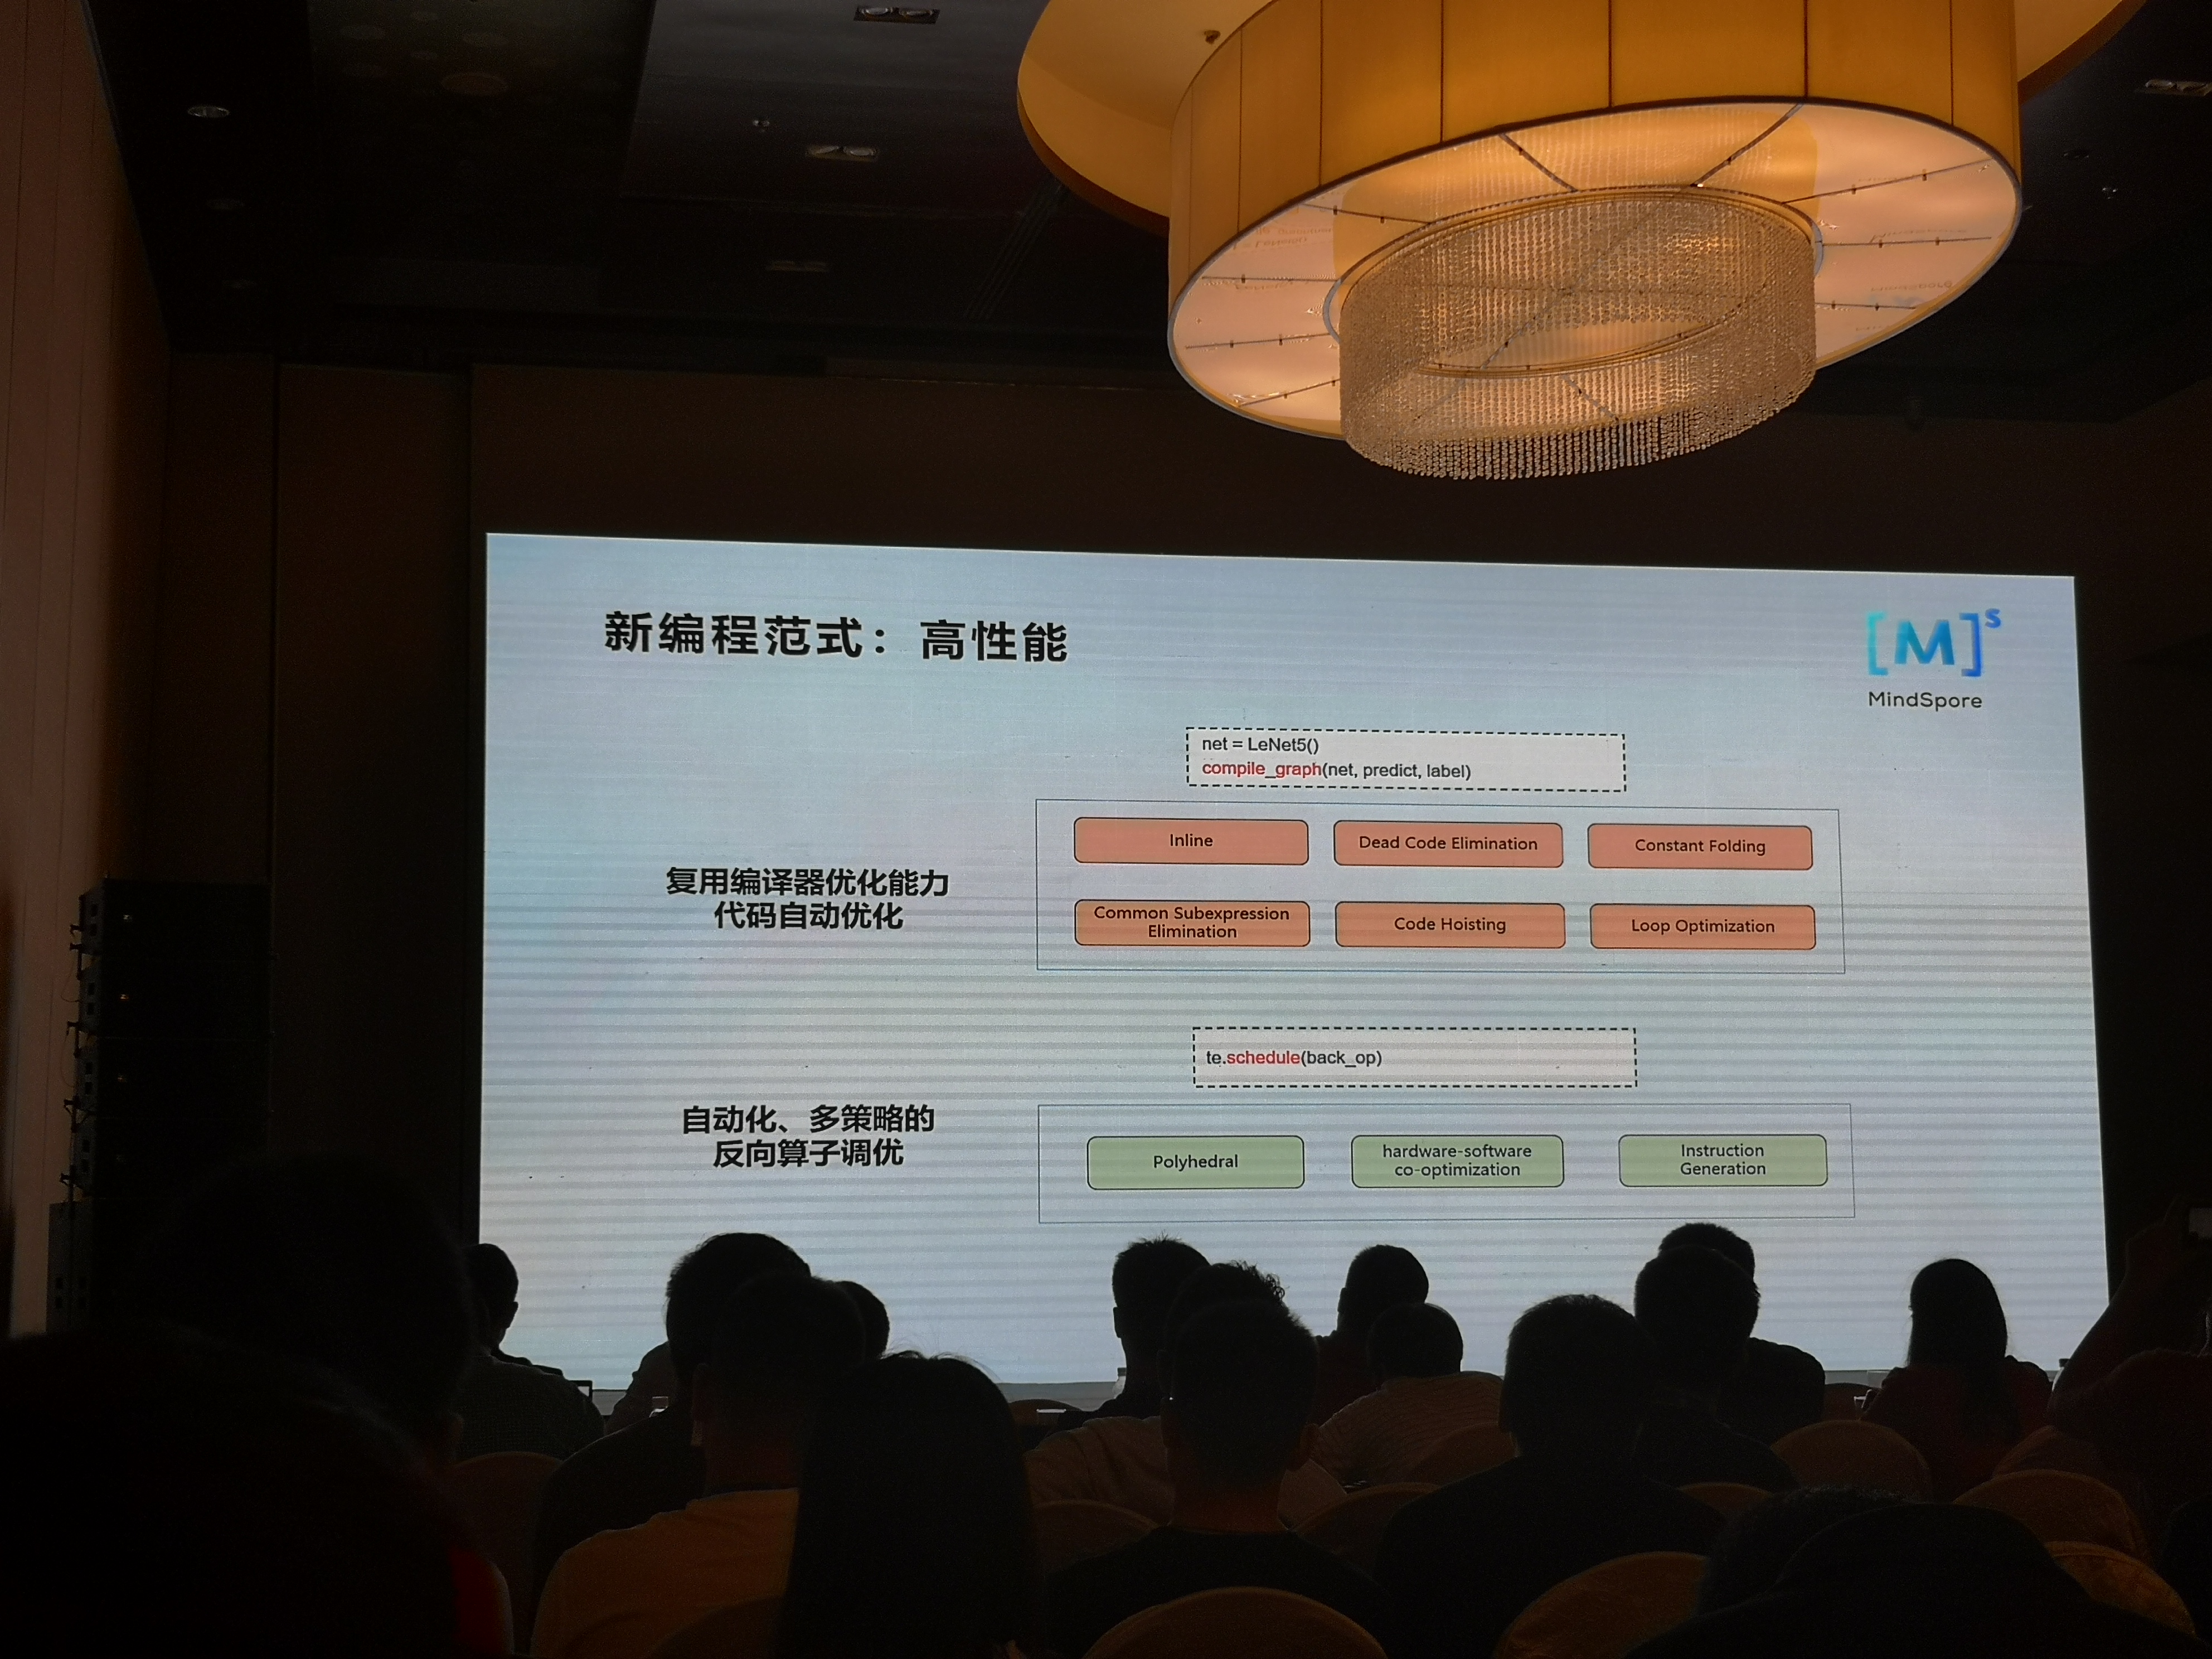 新编程范式：高性能
[M]S
MindSpore
net = LeNet5()
compile_graph(net, predict, label)
复用编译器优化能力
代码自动优化
Inline
Dead Code Elimination
Constant Folding
Common Subexpression
Elimination
Code Hoisting
Loop Optimization
te.schedule(back_op)
自动化、多策略的
反向算子调优
Polyhedral
hardware-software
co-optimization
Instruction
Generation